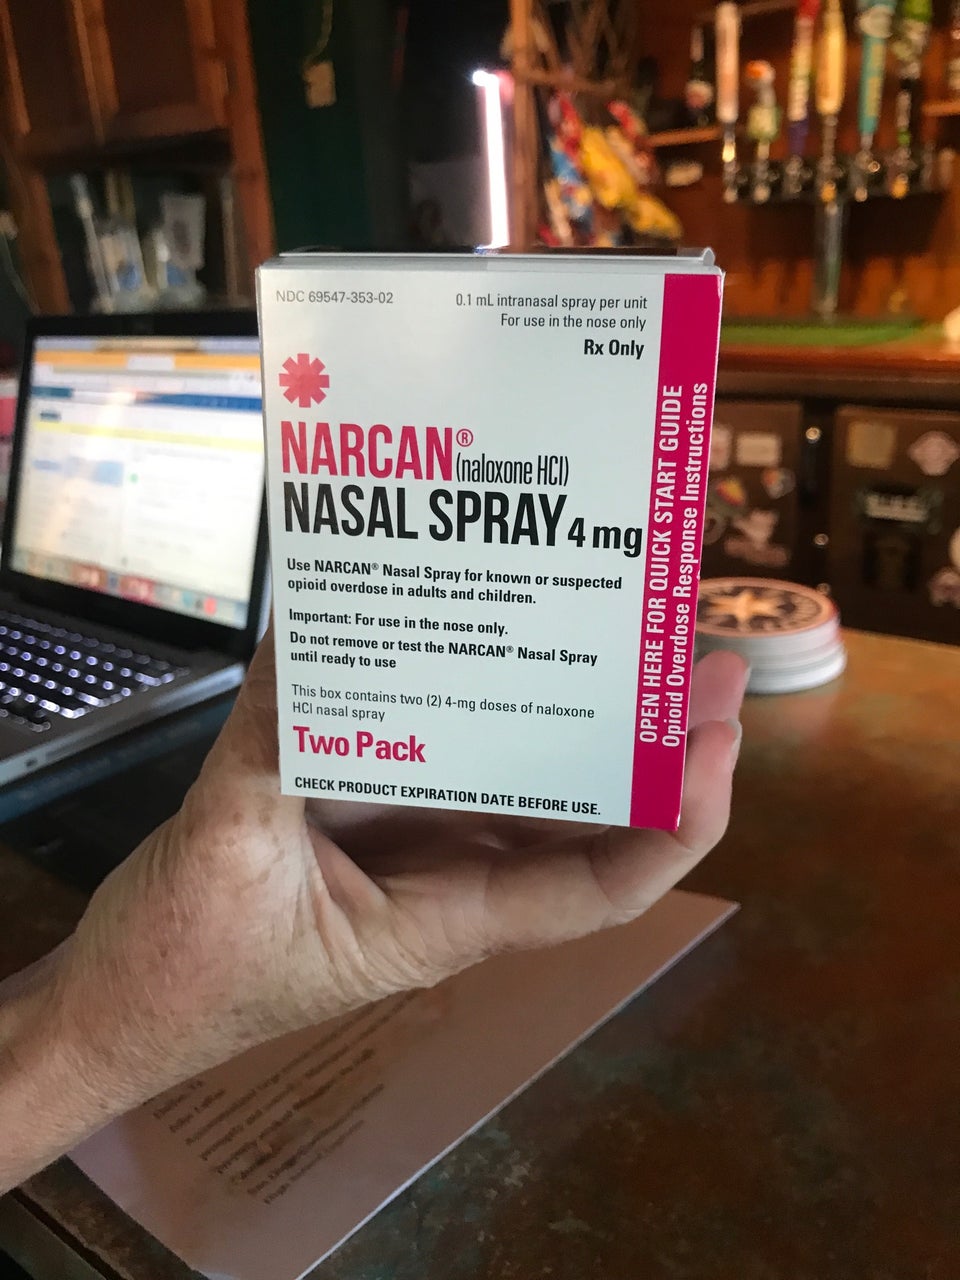 NDC 69547-353-02
0.1 mL intranasal spray per unit
For use in the nose only
Rx Only
NARCAN®
(naloxone HCl)
NASAL SPRAY 4 mg
Use NARCAN® Nasal Spray for known or suspected
opioid overdose in adults and children.
Important: For use in the nose only.
Do not remove or test the NARCAN® Nasal Spray
until ready to use
This box contains two (2) 4-mg doses of naloxone
HCl nasal spray
Two Pack
CHECK PRODUCT EXPIRATION DATE BEFORE USE.
OPEN HERE FOR QUICK START GUIDE
Opioid Overdose Response Instructions